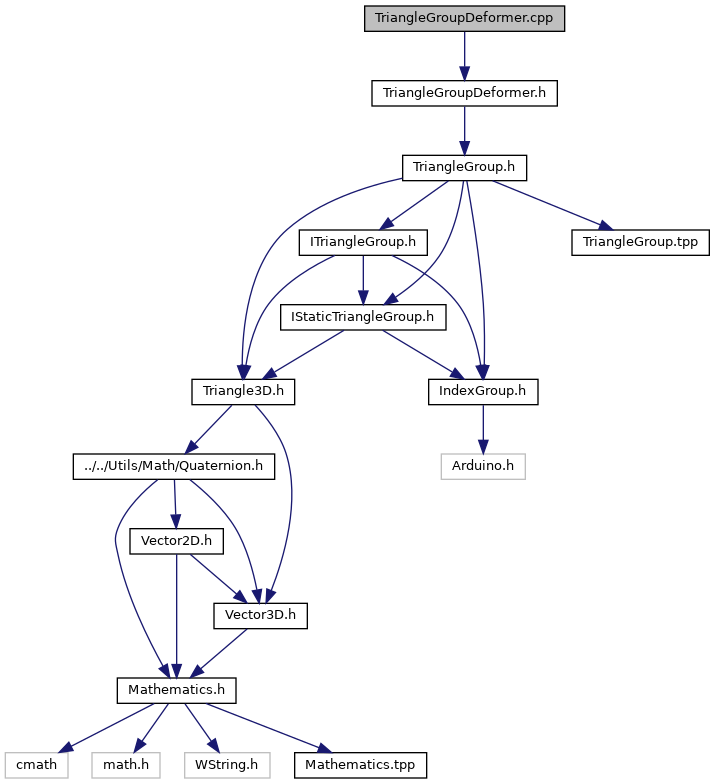 TriangleGroupDeformer.cpp
TriangleGroupDeformer.h
TriangleGroup.h
ITriangleGroup.h
TriangleGroup.tpp
IStaticTriangleGroup.h
Triangle3D.h
IndexGroup.h
../../Utils/Math/Quaternion.h
Arduino.h
Vector2D.h
Vector3D.h
Mathematics.h
cmath
math.h
WString.h
Mathematics.tpp